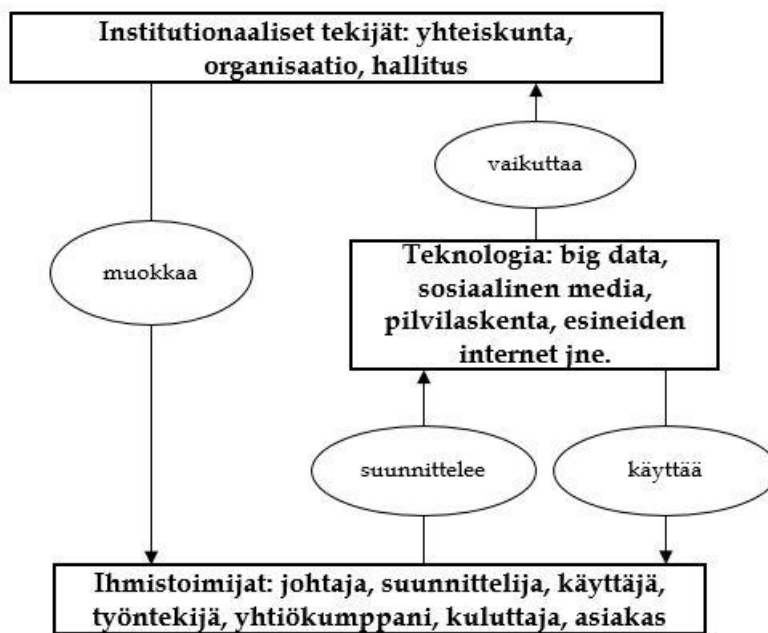 Institutionaaliset tekijät: yhteiskunta,
organisaatio, hallitus
vaikuttaa
muokkaa
Teknologia: big data,
sosiaalinen media,
pilvilaskenta, esineiden
internet jne.
suunnittelee
käyttää
Ihmistoimijat: johtaja, suunnittelija, käyttäjä,
työntekijä, yhtiökumppani, kuluttaja, asiakas